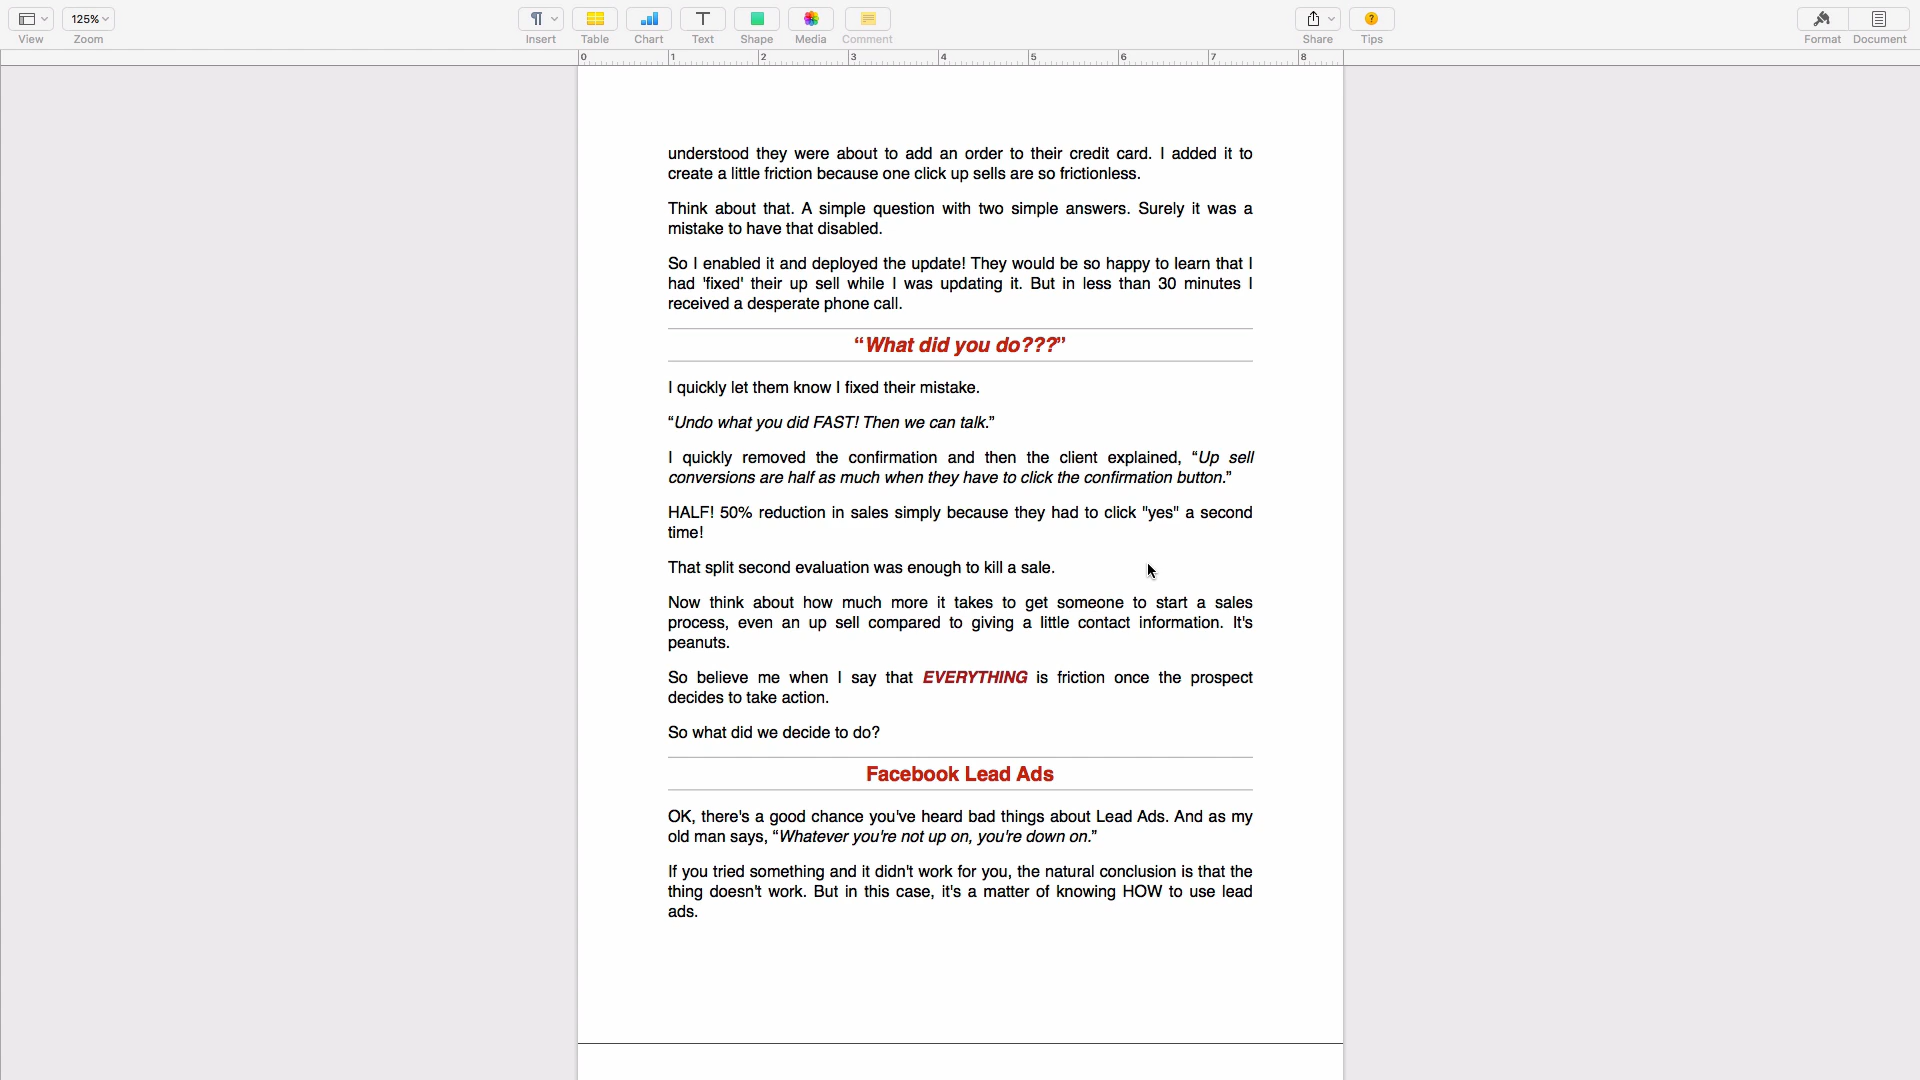 125%
View
Zoom
Insert
Table
Chart
Text
Shape
Media
Comment
Share
Tips
Format
Document
0 1 2 3 4 5 6 7 8
understood they were about to add an order to their credit card. I added it to
create a little friction because one click up sells are so frictionless.
Think about that. A simple question with two simple answers. Surely it was a
mistake to have that disabled.
So I enabled it and deployed the update! They would be so happy to learn that I
had 'fixed' their up sell while I was updating it. But in less than 30 minutes I
received a desperate phone call.
“What did you do???”
I quickly let them know I fixed their mistake.
“Undo what you did FAST! Then we can talk.”
I quickly removed the confirmation and then the client explained, “Up sell
conversions are half as much when they have to click the confirmation button.”
HALF! 50% reduction in sales simply because they had to click "yes" a second
time!
That split second evaluation was enough to kill a sale.
Now think about how much more it takes to get someone to start a sales
process, even an up sell compared to giving a little contact information. It's
peanuts.
So believe me when I say that EVERYTHING is friction once the prospect
decides to take action.
So what did we decide to do?
Facebook Lead Ads
OK, there's a good chance you've heard bad things about Lead Ads. And as my
old man says, “Whatever you're not up on, you're down on.”
If you tried something and it didn't work for you, the natural conclusion is that the
thing doesn't work. But in this case, it's a matter of knowing HOW to use lead
ads.